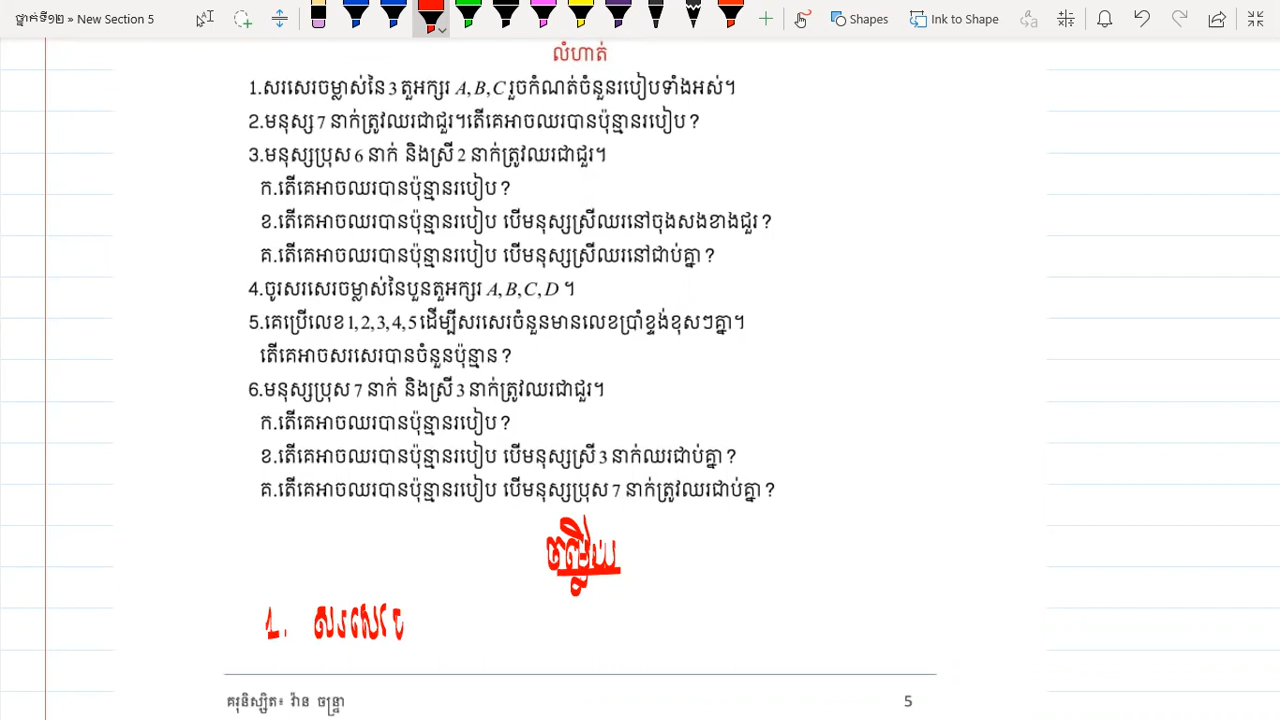 ថ្នាក់ទី១២ » New Section 5
Shapes
Ink to Shape
លំហាត់
1.សរសេរចម្លាស់នៃ 3 តួអក្សរ A, B, C រួចកំណត់ចំនួនរបៀបទាំងអស់។
2.មនុស្ស 7 នាក់ត្រូវឈរជាជួរ។តើគេអាចឈរបានប៉ុន្មានរបៀប ?
3.មនុស្សប្រុស 6 នាក់ និងស្រី 2 នាក់ត្រូវឈរជាជួរ។
ក.តើគេអាចឈរបានប៉ុន្មានរបៀប ?
ខ.តើគេអាចឈរបានប៉ុន្មានរបៀប បើមនុស្សស្រីឈរនៅចុងសងខាងជួរ ?
គ.តើគេអាចឈរបានប៉ុន្មានរបៀប បើមនុស្សស្រីឈរនៅជាប់គ្នា ?
4.ចូរសរសេរចម្លាស់នៃបួនតួអក្សរ A, B, C, D ។
5.គេប្រើលេខ 1, 2, 3, 4, 5 ដើម្បីសរសេរចំនួនមានលេខប្រាំខ្ទង់ខុសៗគ្នា។
តើគេអាចសរសេរបានចំនួនប៉ុន្មាន ?
6.មនុស្សប្រុស 7 នាក់ និងស្រី 3 នាក់ត្រូវឈរជាជួរ។
ក.តើគេអាចឈរបានប៉ុន្មានរបៀប ?
ខ.តើគេអាចឈរបានប៉ុន្មានរបៀប បើមនុស្សស្រី 3 នាក់ឈរជាប់គ្នា ?
គ.តើគេអាចឈរបានប៉ុន្មានរបៀប បើមនុស្សប្រុស 7 នាក់ត្រូវឈរជាប់គ្នា ?
ចម្លើយ
1. សរសេរ
គរុនិស្សិត៖ វ៉ាន ចន្ទ្រា
5